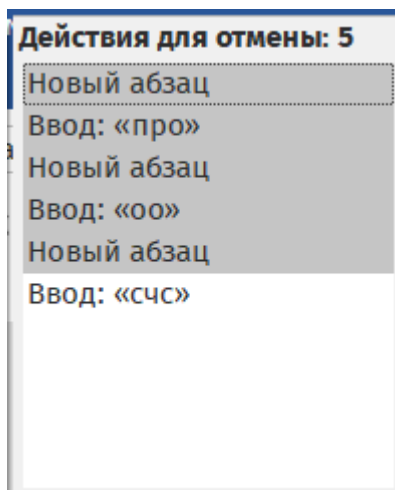 Действия для отмены: 5
Новый абзац
Ввод: «про»
Новый абзац
Ввод: «оо»
Новый абзац
Ввод: «счс»